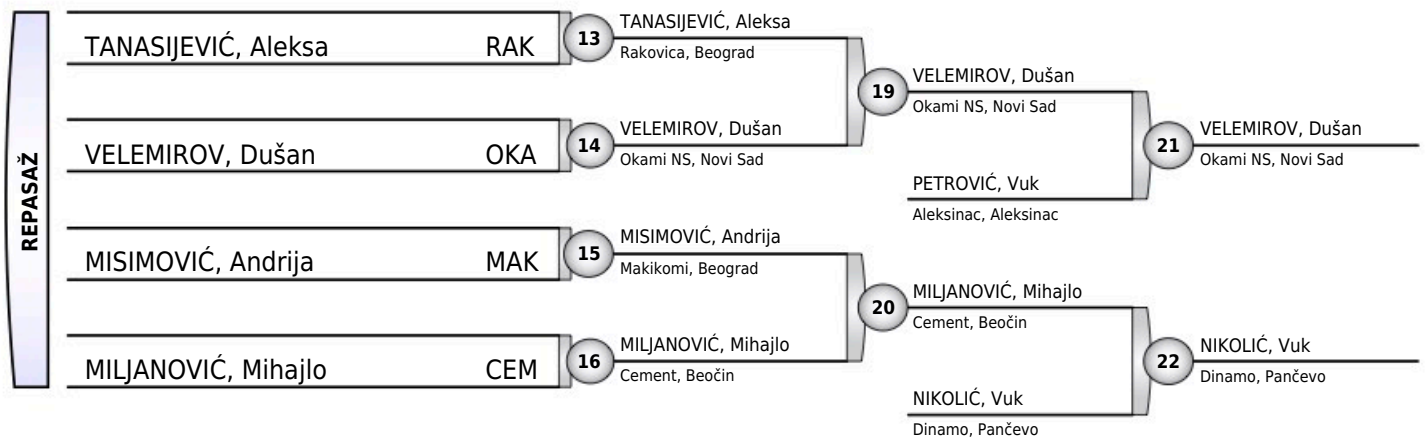 REPASAŽ
TANASIJEVIĆ, Aleksa RAK
VELEMIROV, Dušan OKA
MISIMOVIĆ, Andrija MAK
MILJANOVIĆ, Mihajlo CEM
13
TANASIJEVIĆ, Aleksa
Rakovica, Beograd
14
VELEMIROV, Dušan
Okami NS, Novi Sad
15
MISIMOVIĆ, Andrija
Makikomi, Beograd
16
MILJANOVIĆ, Mihajlo
Cement, Beočin
19
VELEMIROV, Dušan
Okami NS, Novi Sad
PETROVIĆ, Vuk
Aleksinac, Aleksinac
20
MILJANOVIĆ, Mihajlo
Cement, Beočin
NIKOLIĆ, Vuk
Dinamo, Pančevo
21
VELEMIROV, Dušan
Okami NS, Novi Sad
22
NIKOLIĆ, Vuk
Dinamo, Pančevo